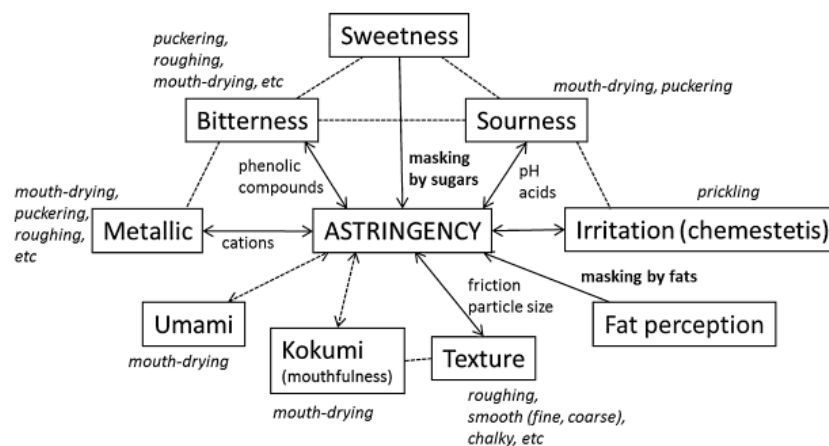 Sweetness
puckering,
roughing,
mouth-drying, etc
mouth-drying, puckering
Bitterness
Sourness
phenolic
compounds
masking
by sugars
pH
acids
mouth-drying,
puckering,
roughing,
etc
prickling
Metallic
cations
ASTRINGENCY
Irritation (chemestetis)
masking by fats
friction
particle size
Umami
mouth-drying
Kokumi
(mouthfulness)
mouth-drying
Texture
Fat perception
roughing,
smooth (fine, coarse),
chalky, etc